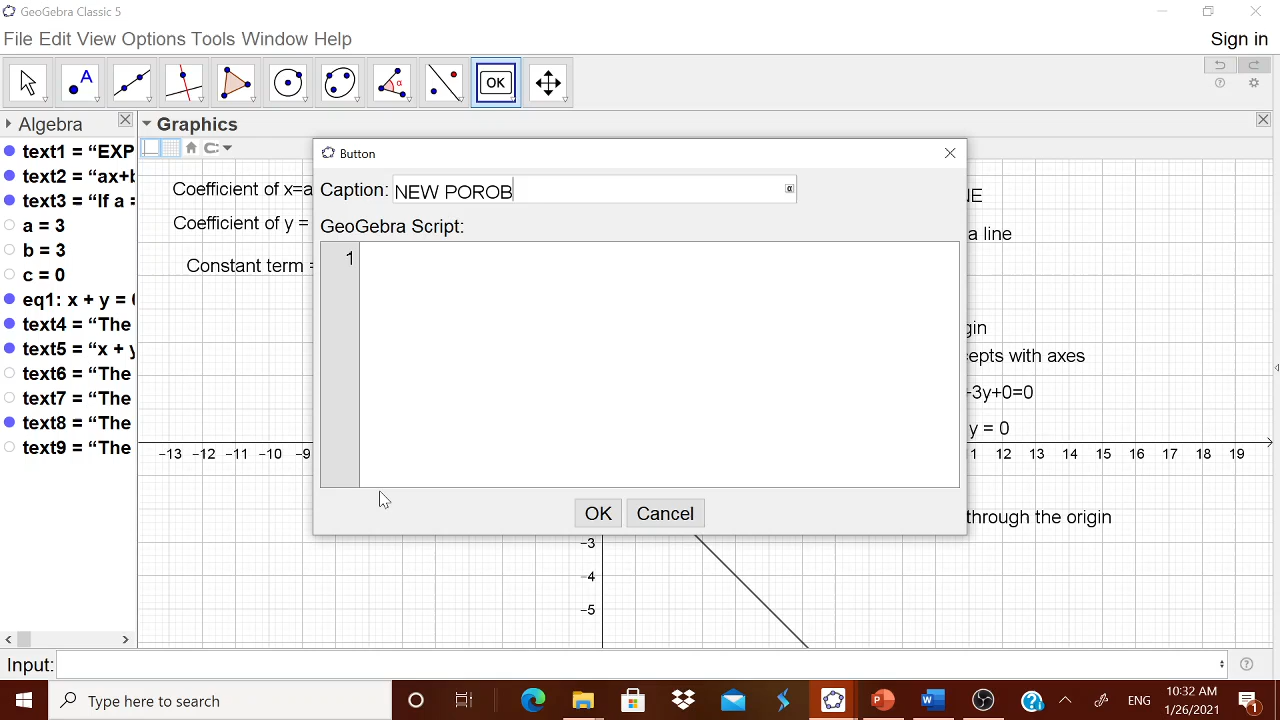 GeoGebra Classic 5
File Edit View Options Tools Window Help
Sign in
A
α
OK
Algebra
Graphics
text1 = “EXP
text2 = “ax+b
text3 = “If a =
a = 3
b = 3
c = 0
eq1: x + y = 0
text4 = “The
text5 = “x + y
text6 = “The
text7 = “The
text8 = “The
text9 = “The
Coefficient of x=a
Coefficient of y =
Constant term =
Button
Caption: NEW POROB
α
GeoGebra Script:
1
OK Cancel
NE
a line
gin
epts with axes
-3y+0=0
y = 0
-13 -12 -11 -10 -9
1 12 13 14 15 16 17 18 19
through the origin
-3
-4
-5
Input:
Type here to search
ENG
10:32 AM
1/26/2021
1